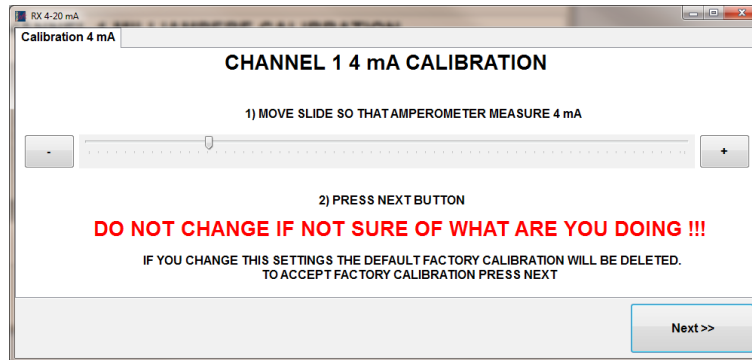 RX 4-20 mA
Calibration 4 mA
CHANNEL 1 4 mA CALIBRATION
1) MOVE SLIDE SO THAT AMPEROMETER MEASURE 4 mA
-
+
2) PRESS NEXT BUTTON
DO NOT CHANGE IF NOT SURE OF WHAT ARE YOU DOING !!!
IF YOU CHANGE THIS SETTINGS THE DEFAULT FACTORY CALIBRATION WILL BE DELETED.
TO ACCEPT FACTORY CALIBRATION PRESS NEXT
Next >>